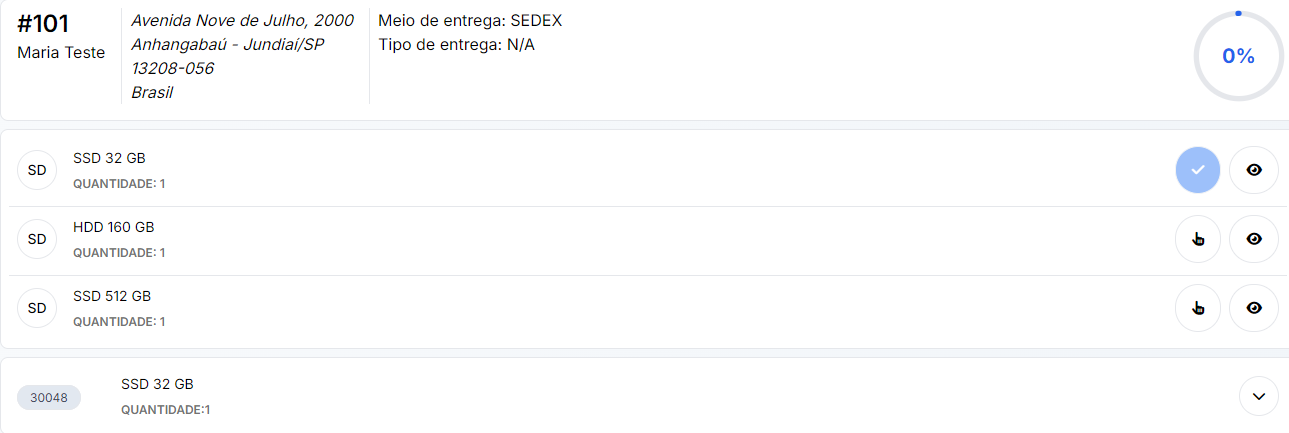 #101
Maria Teste
Avenida Nove de Julho, 2000
Anhangabaú - Jundiaí/SP
13208-056
Brasil
Meio de entrega: SEDEX
Tipo de entrega: N/A
0%
SD
SSD 32 GB
QUANTIDADE: 1
SD
HDD 160 GB
QUANTIDADE: 1
SD
SSD 512 GB
QUANTIDADE: 1
30048
SSD 32 GB
QUANTIDADE:1